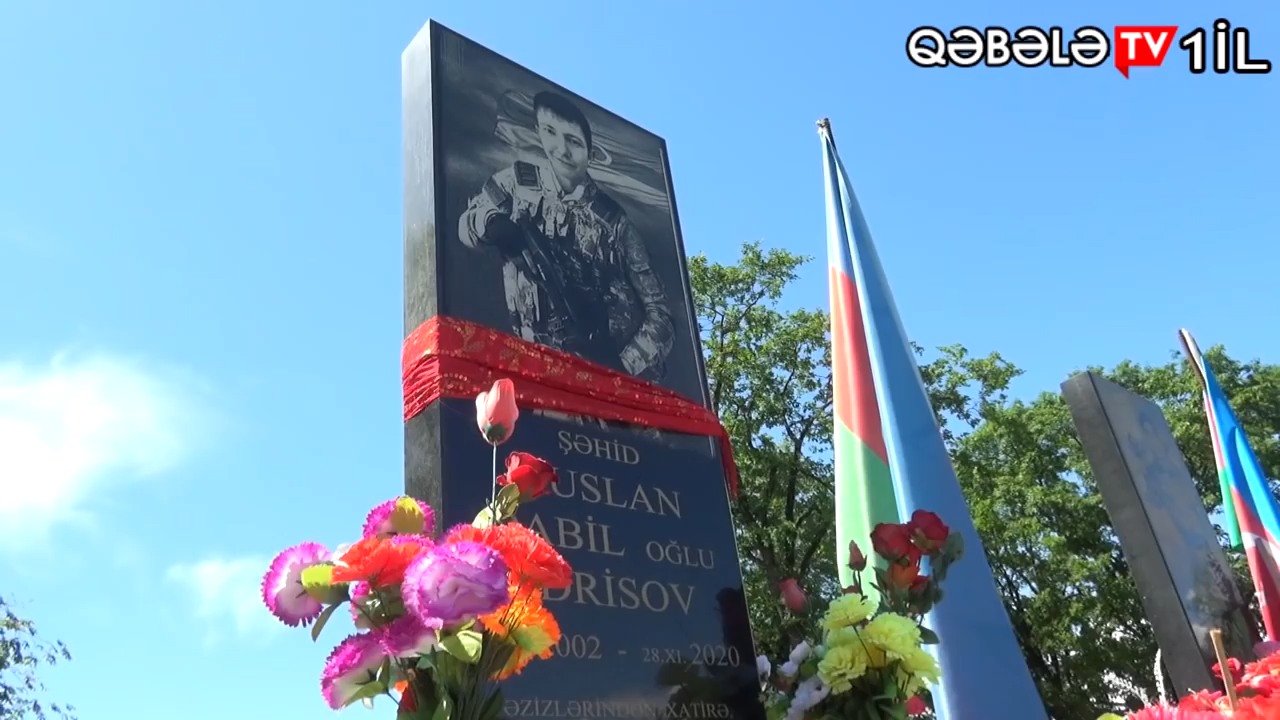 QƏBƏLƏ TV 1İL
ŞƏHİD
USLAN
ABİL OĞLU
DRİSOV
002 - 28.XI.2020
ƏZİZLƏRİNDƏN XATİRƏ.